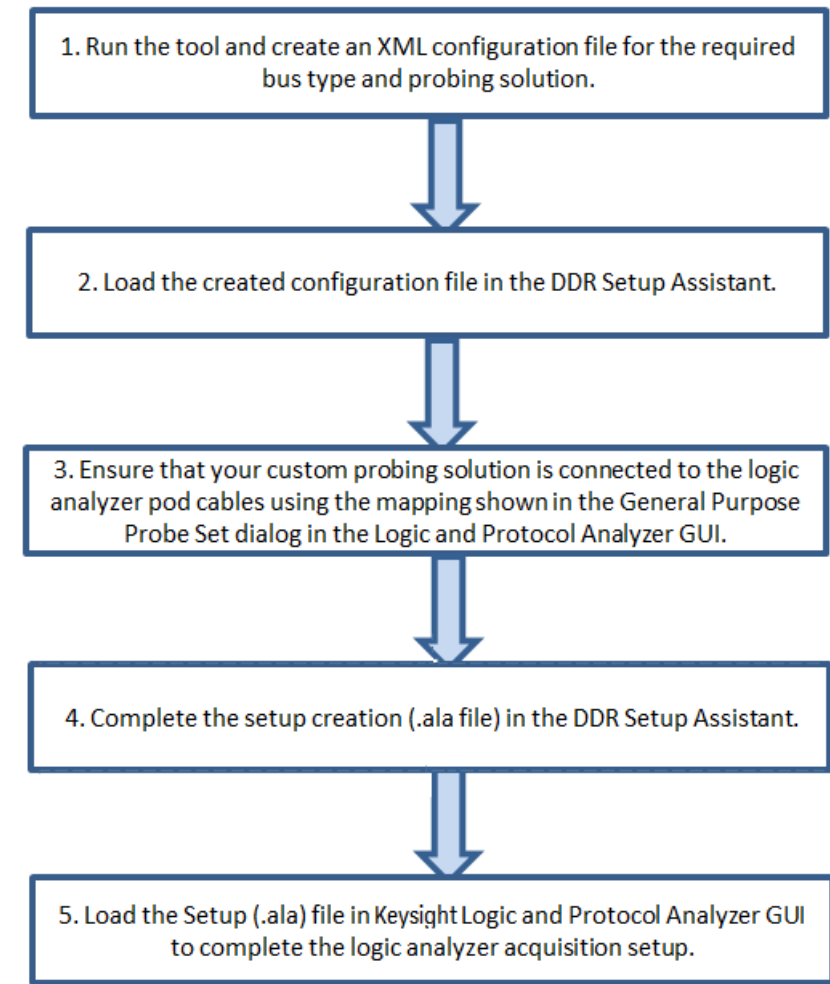 1. Run the tool and create an XML configuration file for the required
bus type and probing solution.
2. Load the created configuration file in the DDR Setup Assistant.
3. Ensure that your custom probing solution is connected to the logic
analyzer pod cables using the mapping shown in the General Purpose
Probe Set dialog in the Logic and Protocol Analyzer GUI.
4. Complete the setup creation (.ala file) in the DDR Setup Assistant.
5. Load the Setup (.ala) file in Keysight Logic and Protocol Analyzer GUI
to complete the logic analyzer acquisition setup.